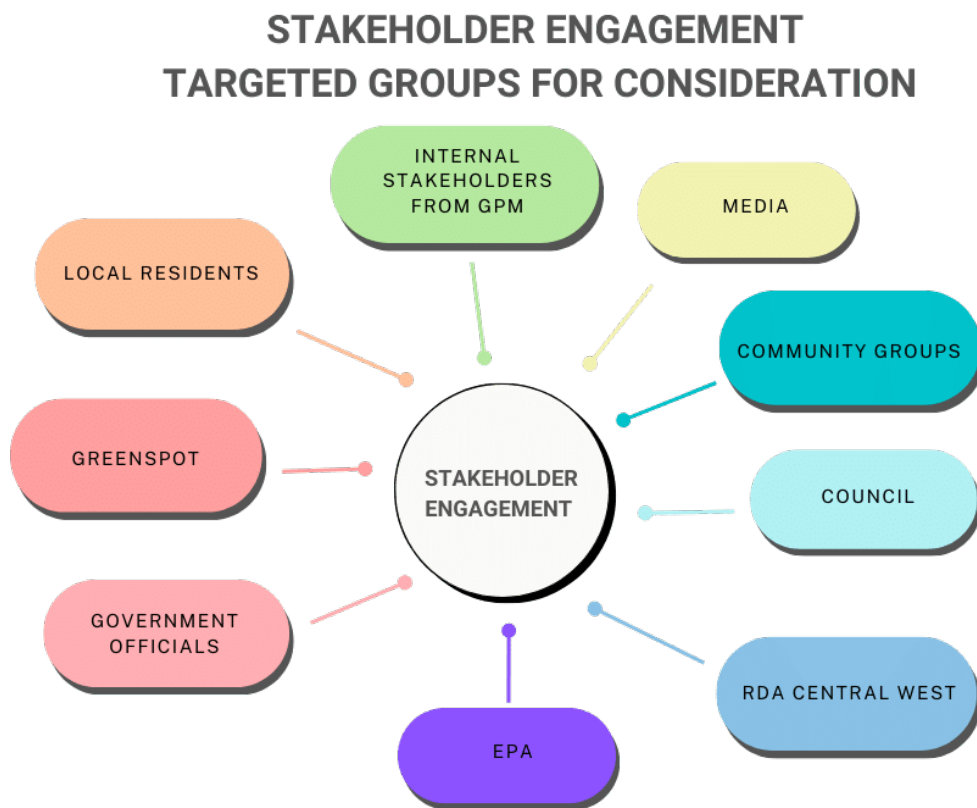 STAKEHOLDER ENGAGEMENT
TARGETED GROUPS FOR CONSIDERATION
INTERNAL
STAKEHOLDERS
FROM GPM
MEDIA
LOCAL RESIDENTS
COMMUNITY GROUPS
GREENSPOT
STAKEHOLDER
ENGAGEMENT
COUNCIL
GOVERNMENT
OFFICIALS
RDA CENTRAL WEST
EPA